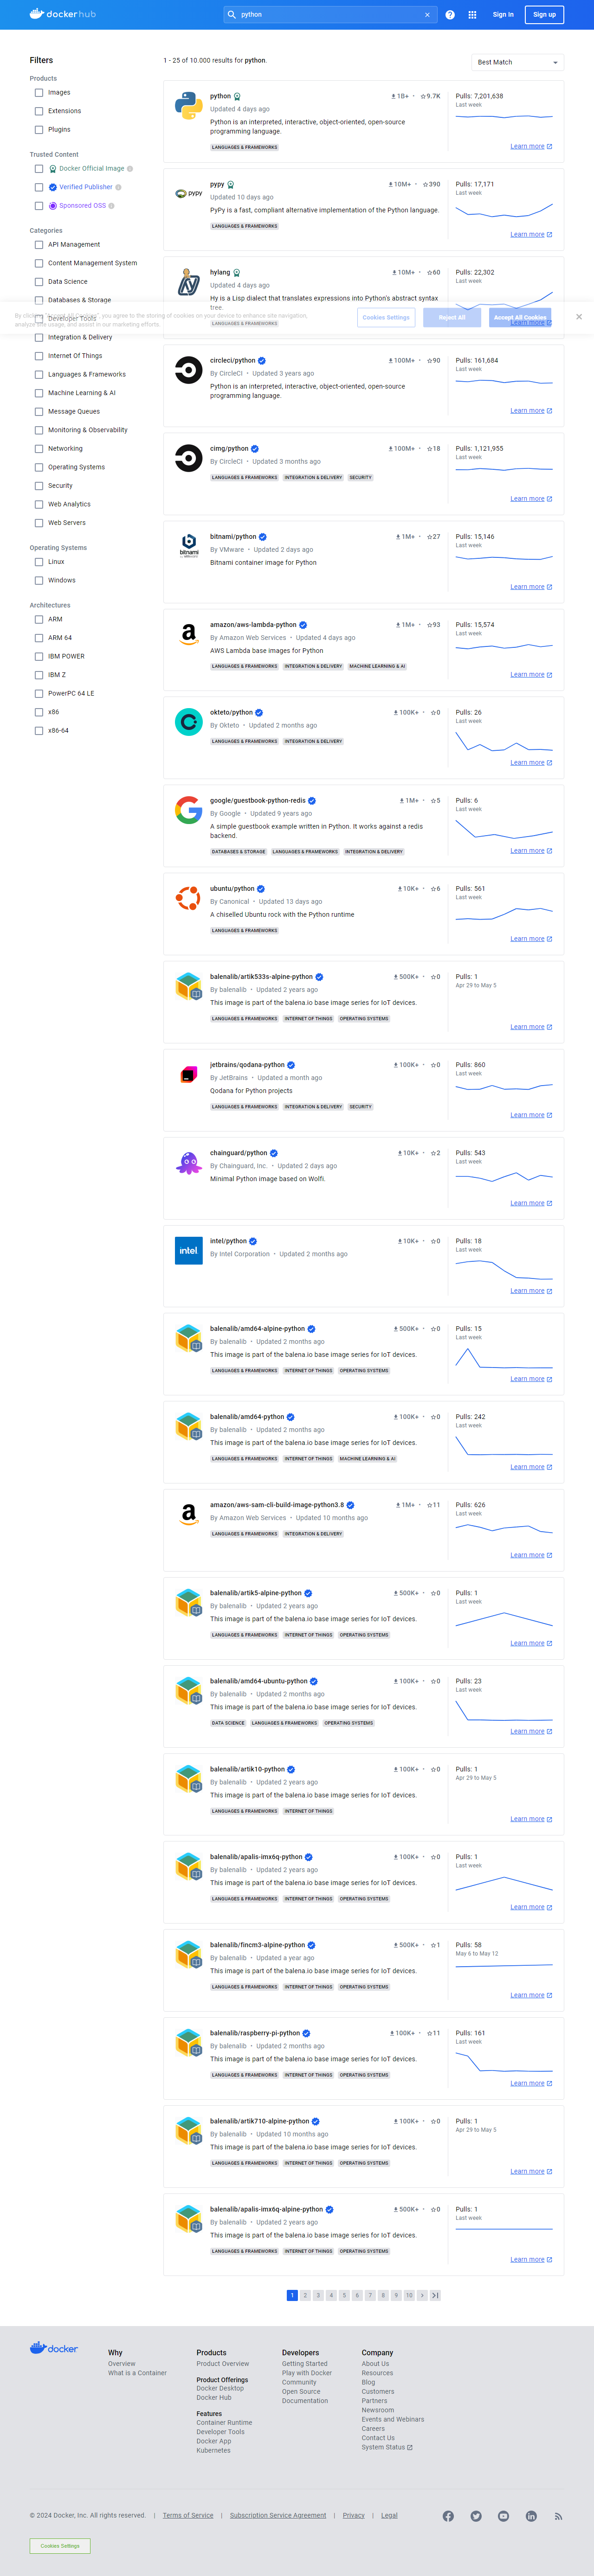 docker hub
python
Sign In
Sign up
Filters
Products
Images
Extensions
Plugins
Trusted Content
Docker Official Image
Verified Publisher
Sponsored OSS
Categories
API Management
Content Management System
Data Science
Databases & Storage
Developer Tools
Integration & Delivery
Internet Of Things
Languages & Frameworks
Machine Learning & AI
Message Queues
Monitoring & Observability
Networking
Operating Systems
Security
Web Analytics
Web Servers
Operating Systems
Linux
Windows
Architectures
ARM
ARM 64
IBM POWER
IBM Z
PowerPC 64 LE
x86
x86-64
1 - 25 of 10.000 results for python.
Best Match
python
1B+ • 9.7K
Updated 4 days ago
Python is an interpreted, interactive, object-oriented, open-source
programming language.
LANGUAGES & FRAMEWORKS
Pulls: 7,201,638
Last week
Learn more
pypy
pypy
10M+ • 390
Updated 10 days ago
PyPy is a fast, compliant alternative implementation of the Python language.
LANGUAGES & FRAMEWORKS
Pulls: 17,171
Last week
Learn more
hylang
10M+ • 60
Updated 4 days ago
Hy is a Lisp dialect that translates expressions into Python's abstract syntax
tree.
LANGUAGES & FRAMEWORKS
Pulls: 22,302
Last week
Learn more
you agree to the storing of cookies on your device to enhance site navigation,
analyze site usage, and assist in our marketing efforts.
Cookies Settings
Reject All
Accept All Cookies
circleci/python
100M+ • 90
By CircleCI • Updated 3 years ago
Python is an interpreted, interactive, object-oriented, open-source
programming language.
Pulls: 161,684
Last week
Learn more
cimg/python
100M+ • 18
By CircleCI • Updated 3 months ago
LANGUAGES & FRAMEWORKS INTEGRATION & DELIVERY SECURITY
Pulls: 1,121,955
Last week
Learn more
bitnami
bitnami/python
1M+ • 27
By VMware • Updated 2 days ago
Bitnami container image for Python
Pulls: 15,146
Last week
Learn more
amazon/aws-lambda-python
1M+ • 93
By Amazon Web Services • Updated 4 days ago
AWS Lambda base images for Python
LANGUAGES & FRAMEWORKS INTEGRATION & DELIVERY MACHINE LEARNING & AI
Pulls: 15,574
Last week
Learn more
okteto/python
100K+ • 0
By Okteto • Updated 2 months ago
LANGUAGES & FRAMEWORKS INTEGRATION & DELIVERY
Pulls: 26
Last week
Learn more
google/guestbook-python-redis
1M+ • 5
By Google • Updated 9 years ago
A simple guestbook example written in Python. It works against a redis
backend.
DATABASES & STORAGE LANGUAGES & FRAMEWORKS INTEGRATION & DELIVERY
Pulls: 6
Last week
Learn more
ubuntu/python
10K+ • 6
By Canonical • Updated 13 days ago
A chiselled Ubuntu rock with the Python runtime
LANGUAGES & FRAMEWORKS
Pulls: 561
Last week
Learn more
balenalib/artik533s-alpine-python
500K+ • 0
By balenalib • Updated 2 years ago
This image is part of the balena.io base image series for IoT devices.
LANGUAGES & FRAMEWORKS INTERNET OF THINGS OPERATING SYSTEMS
Pulls: 1
Apr 29 to May 5
Learn more
jetbrains/qodana-python
100K+ • 0
By JetBrains • Updated a month ago
Qodana for Python projects
LANGUAGES & FRAMEWORKS INTEGRATION & DELIVERY SECURITY
Pulls: 860
Last week
Learn more
chainguard/python
10K+ • 2
By Chainguard, Inc. • Updated 2 days ago
Minimal Python image based on Wolfi.
Pulls: 543
Last week
Learn more
intel
intel/python
10K+ • 0
By Intel Corporation • Updated 2 months ago
Pulls: 18
Last week
Learn more
balenalib/amd64-alpine-python
500K+ • 0
By balenalib • Updated 2 months ago
This image is part of the balena.io base image series for IoT devices.
LANGUAGES & FRAMEWORKS INTERNET OF THINGS OPERATING SYSTEMS
Pulls: 15
Last week
Learn more
balenalib/amd64-python
100K+ • 0
By balenalib • Updated 2 months ago
This image is part of the balena.io base image series for IoT devices.
LANGUAGES & FRAMEWORKS INTERNET OF THINGS MACHINE LEARNING & AI
Pulls: 242
Last week
Learn more
amazon/aws-sam-cli-build-image-python3.8
1M+ • 11
By Amazon Web Services • Updated 10 months ago
LANGUAGES & FRAMEWORKS INTEGRATION & DELIVERY
Pulls: 626
Last week
Learn more
balenalib/artik5-alpine-python
500K+ • 0
By balenalib • Updated 2 years ago
This image is part of the balena.io base image series for IoT devices.
LANGUAGES & FRAMEWORKS INTERNET OF THINGS OPERATING SYSTEMS
Pulls: 1
Last week
Learn more
balenalib/amd64-ubuntu-python
100K+ • 0
By balenalib • Updated 2 months ago
This image is part of the balena.io base image series for IoT devices.
DATA SCIENCE LANGUAGES & FRAMEWORKS OPERATING SYSTEMS
Pulls: 23
Last week
Learn more
balenalib/artik10-python
100K+ • 0
By balenalib • Updated 2 years ago
This image is part of the balena.io base image series for IoT devices.
LANGUAGES & FRAMEWORKS INTERNET OF THINGS
Pulls: 1
Apr 29 to May 5
Learn more
balenalib/apalis-imx6q-python
100K+ • 0
By balenalib • Updated 2 years ago
This image is part of the balena.io base image series for IoT devices.
LANGUAGES & FRAMEWORKS INTERNET OF THINGS OPERATING SYSTEMS
Pulls: 1
Last week
Learn more
balenalib/fincm3-alpine-python
500K+ • 1
By balenalib • Updated a year ago
This image is part of the balena.io base image series for IoT devices.
LANGUAGES & FRAMEWORKS INTERNET OF THINGS OPERATING SYSTEMS
Pulls: 58
May 6 to May 12
Learn more
balenalib/raspberry-pi-python
100K+ • 11
By balenalib • Updated 2 months ago
This image is part of the balena.io base image series for IoT devices.
LANGUAGES & FRAMEWORKS INTERNET OF THINGS OPERATING SYSTEMS
Pulls: 161
Last week
Learn more
balenalib/artik710-alpine-python
100K+ • 0
By balenalib • Updated 10 months ago
This image is part of the balena.io base image series for IoT devices.
LANGUAGES & FRAMEWORKS INTERNET OF THINGS OPERATING SYSTEMS
Pulls: 1
Apr 29 to May 5
Learn more
balenalib/apalis-imx6q-alpine-python
500K+ • 0
By balenalib • Updated 2 years ago
This image is part of the balena.io base image series for IoT devices.
LANGUAGES & FRAMEWORKS INTERNET OF THINGS OPERATING SYSTEMS
Pulls: 1
Last week
Learn more
1 2 3 4 5 6 7 8 9 10
docker
Why
Overview
What is a Container
Products
Product Overview
Product Offerings
Docker Desktop
Docker Hub
Features
Container Runtime
Developer Tools
Docker App
Kubernetes
Developers
Getting Started
Play with Docker
Community
Open Source
Documentation
Company
About Us
Resources
Blog
Customers
Partners
Newsroom
Events and Webinars
Careers
Contact Us
System Status
© 2024 Docker, Inc. All rights reserved. | Terms of Service | Subscription Service Agreement | Privacy | Legal
Cookies Settings